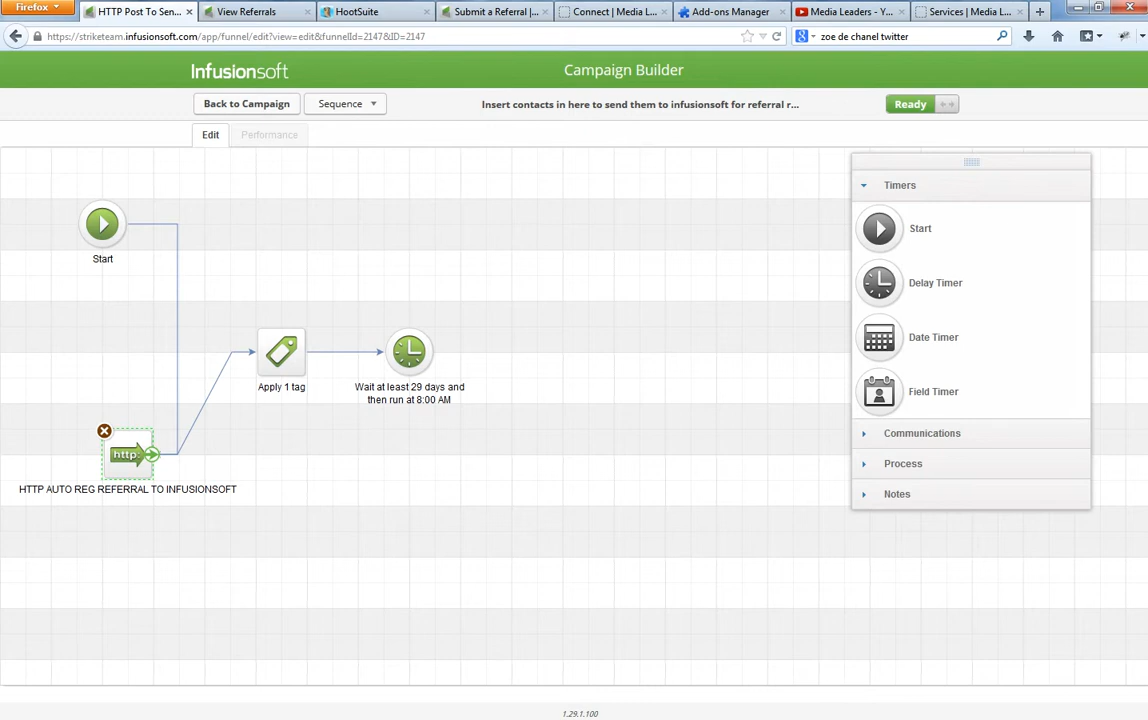 Firefox
HTTP Post To Sen...
View Referrals
HootSuite
Submit a Referral |...
Connect | Media L...
Add-ons Manager
Media Leaders - Y...
Services | Media L...
https://striketeam.infusionsoft.com/app/funnel/edit?view=edit&funnelId=2147&ID=2147
zoe de chanel twitter
Infusionsoft
Campaign Builder
Back to Campaign
Sequence
Insert contacts in here to send them to infusionsoft for referral r...
Ready
Edit
Performance
Timers
Start
Delay Timer
Date Timer
Field Timer
Communications
Process
Notes
Start
Apply 1 tag
Wait at least 29 days and
then run at 8:00 AM
http:
HTTP AUTO REG REFERRAL TO INFUSIONSOFT
1.29.1.100